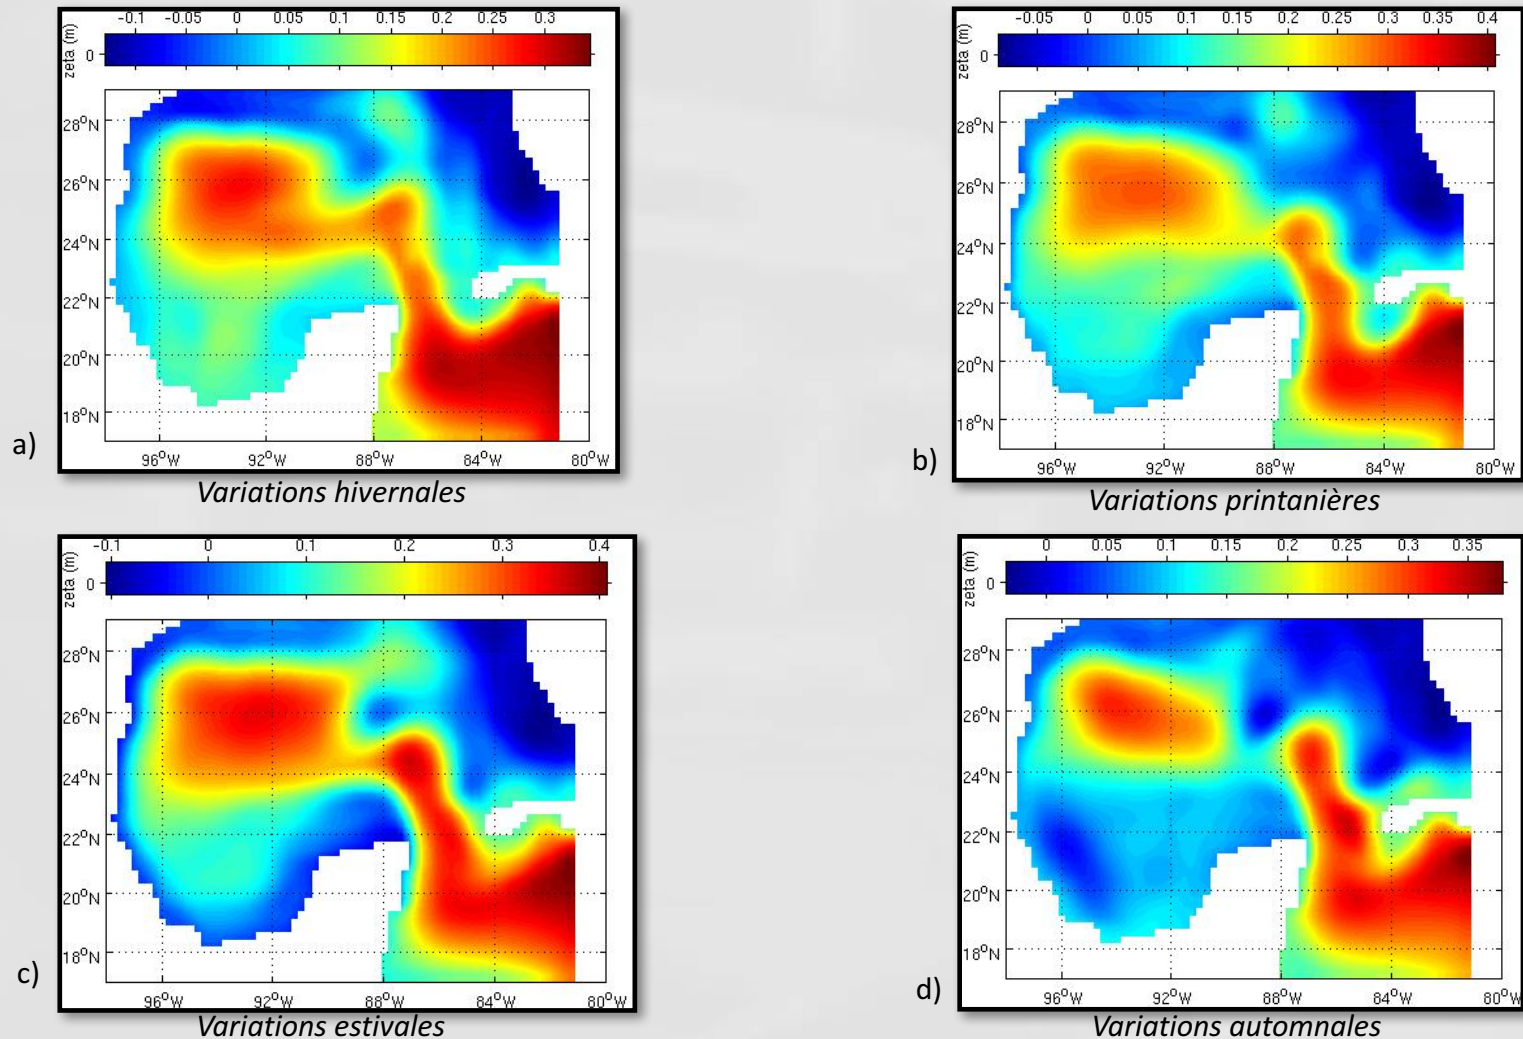 -0.1 -0.05 0 0.05 0.1 0.15 0.2 0.25 0.3
zeta (m)
0
28°N
26°N
24°N
22°N
20°N
18°N
96°W 92°W 88°W 84°W 80°W
a)
Variations hivernales
-0.05 0 0.05 0.1 0.15 0.2 0.25 0.3 0.35 0.4
zeta (m)
0
28°N
26°N
24°N
22°N
20°N
18°N
96°W 92°W 88°W 84°W 80°W
b)
Variations printanières
-0.1 0 0.1 0.2 0.3 0.4
zeta (m)
0
28°N
26°N
24°N
22°N
20°N
18°N
96°W 92°W 88°W 84°W 80°W
c)
Variations estivales
0 0.05 0.1 0.15 0.2 0.25 0.3 0.35
zeta (m)
0
28°N
26°N
24°N
22°N
20°N
18°N
96°W 92°W 88°W 84°W 80°W
d)
Variations automnales